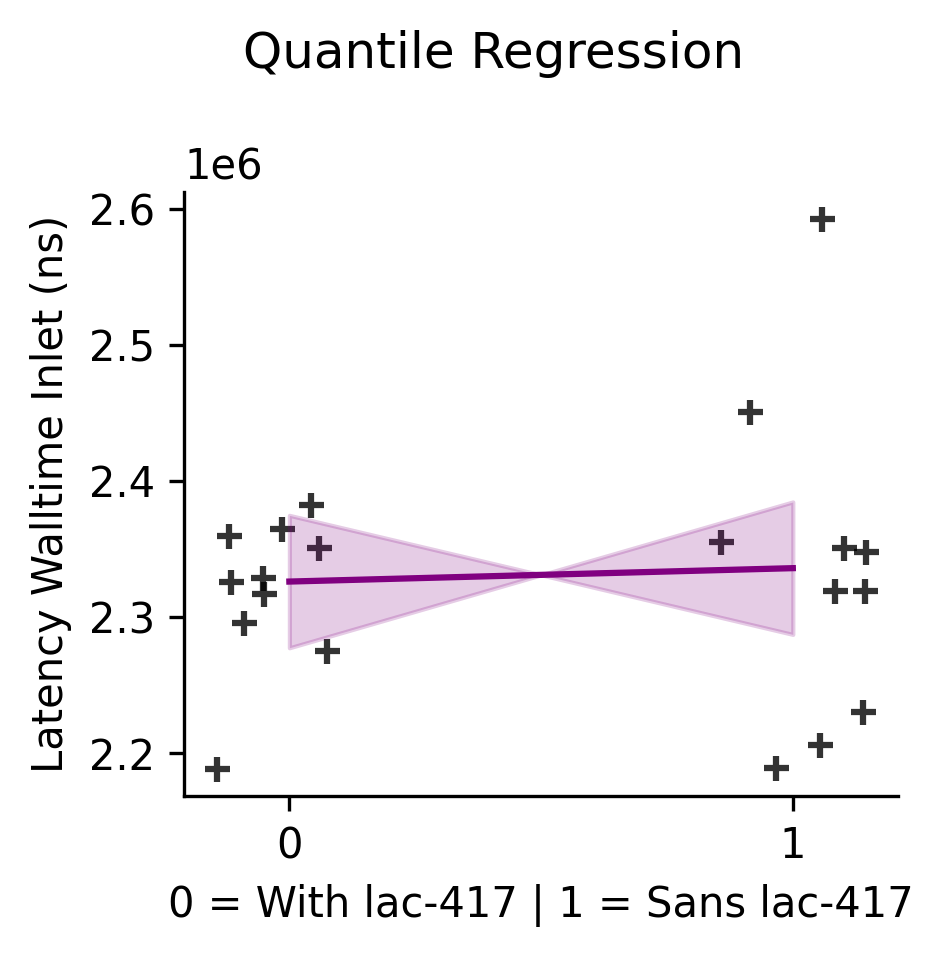 Quantile Regression
1e6
Latency Walltime Inlet (ns)
2.6
2.5
2.4
2.3
2.2
0 1
0 = With lac-417 | 1 = Sans lac-417